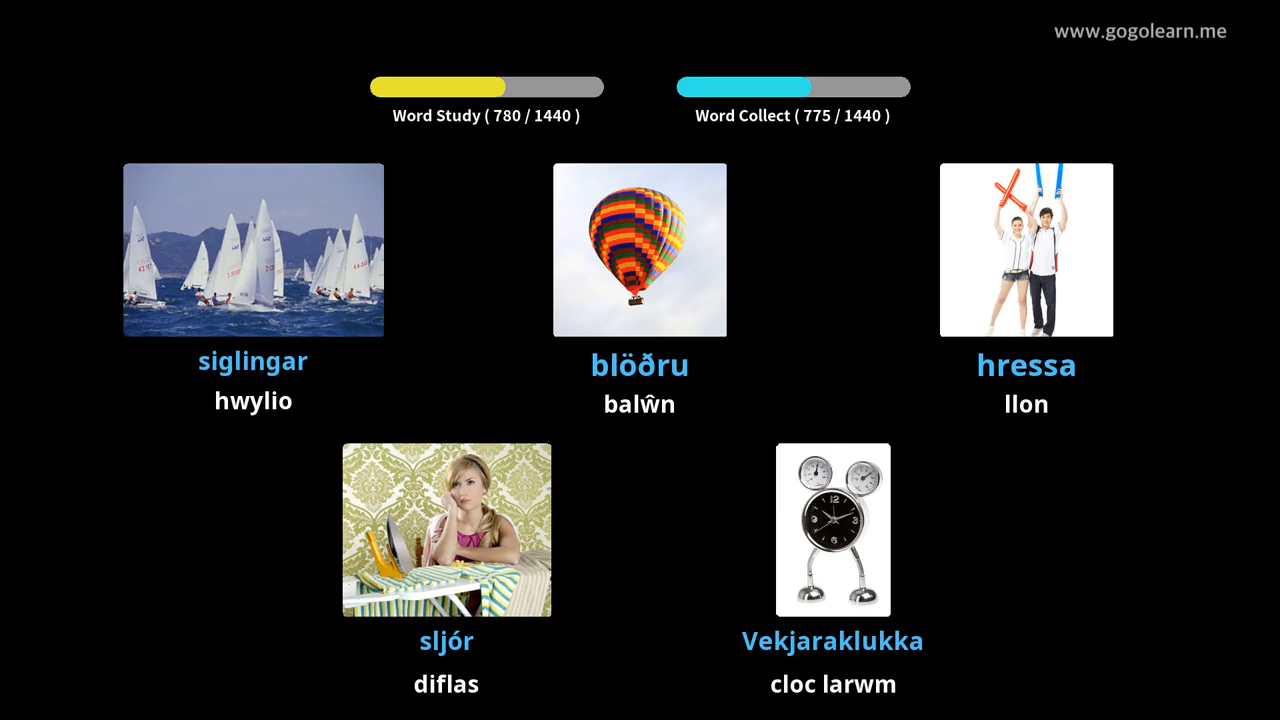 www.gogolearn.me
Word Study ( 780 / 1440 )
Word Collect ( 775 / 1440 )
siglingar
hwylio
blöðru
balŵn
hressa
llon
sljór
diflas
Vekjaraklukka
cloc larwm